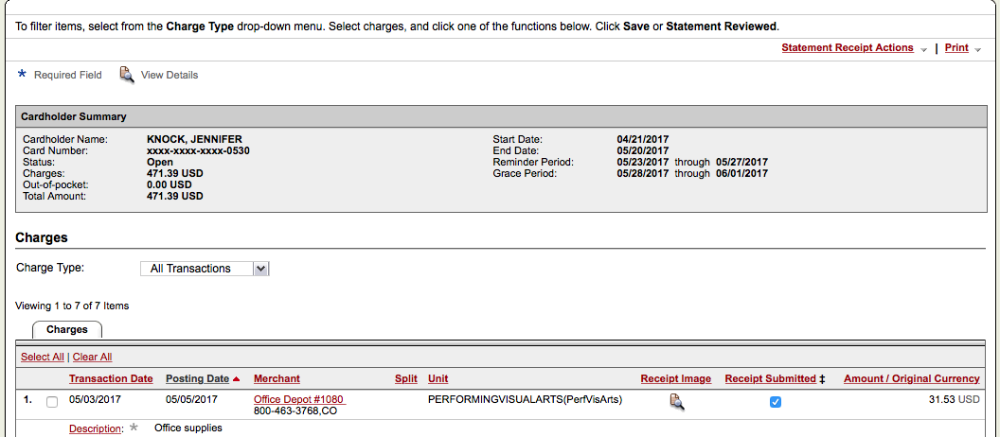 To filter items, select from the Charge Type drop-down menu. Select charges, and click one of the functions below. Click Save or Statement Reviewed.
Statement Receipt Actions | Print
* Required Field View Details
Cardholder Summary
Cardholder Name: KNOCK, JENNIFER Start Date: 04/21/2017
Card Number: xxxx-xxxx-xxxx-0530 End Date: 05/20/2017
Status: Open Reminder Period: 05/23/2017 through 05/27/2017
Charges: 471.39 USD Grace Period: 05/28/2017 through 06/01/2017
Out-of-pocket: 0.00 USD
Total Amount: 471.39 USD
Charges
Charge Type: All Transactions
Viewing 1 to 7 of 7 Items
Charges
Select All | Clear All
Transaction Date Posting Date Merchant Split Unit Receipt Image Receipt Submitted ‡ Amount / Original Currency
1. 05/03/2017 05/05/2017 Office Depot #1080 PERFORMINGVISUALARTS(PerfVisArts) 31.53 USD
800-463-3768,CO
Description: * Office supplies